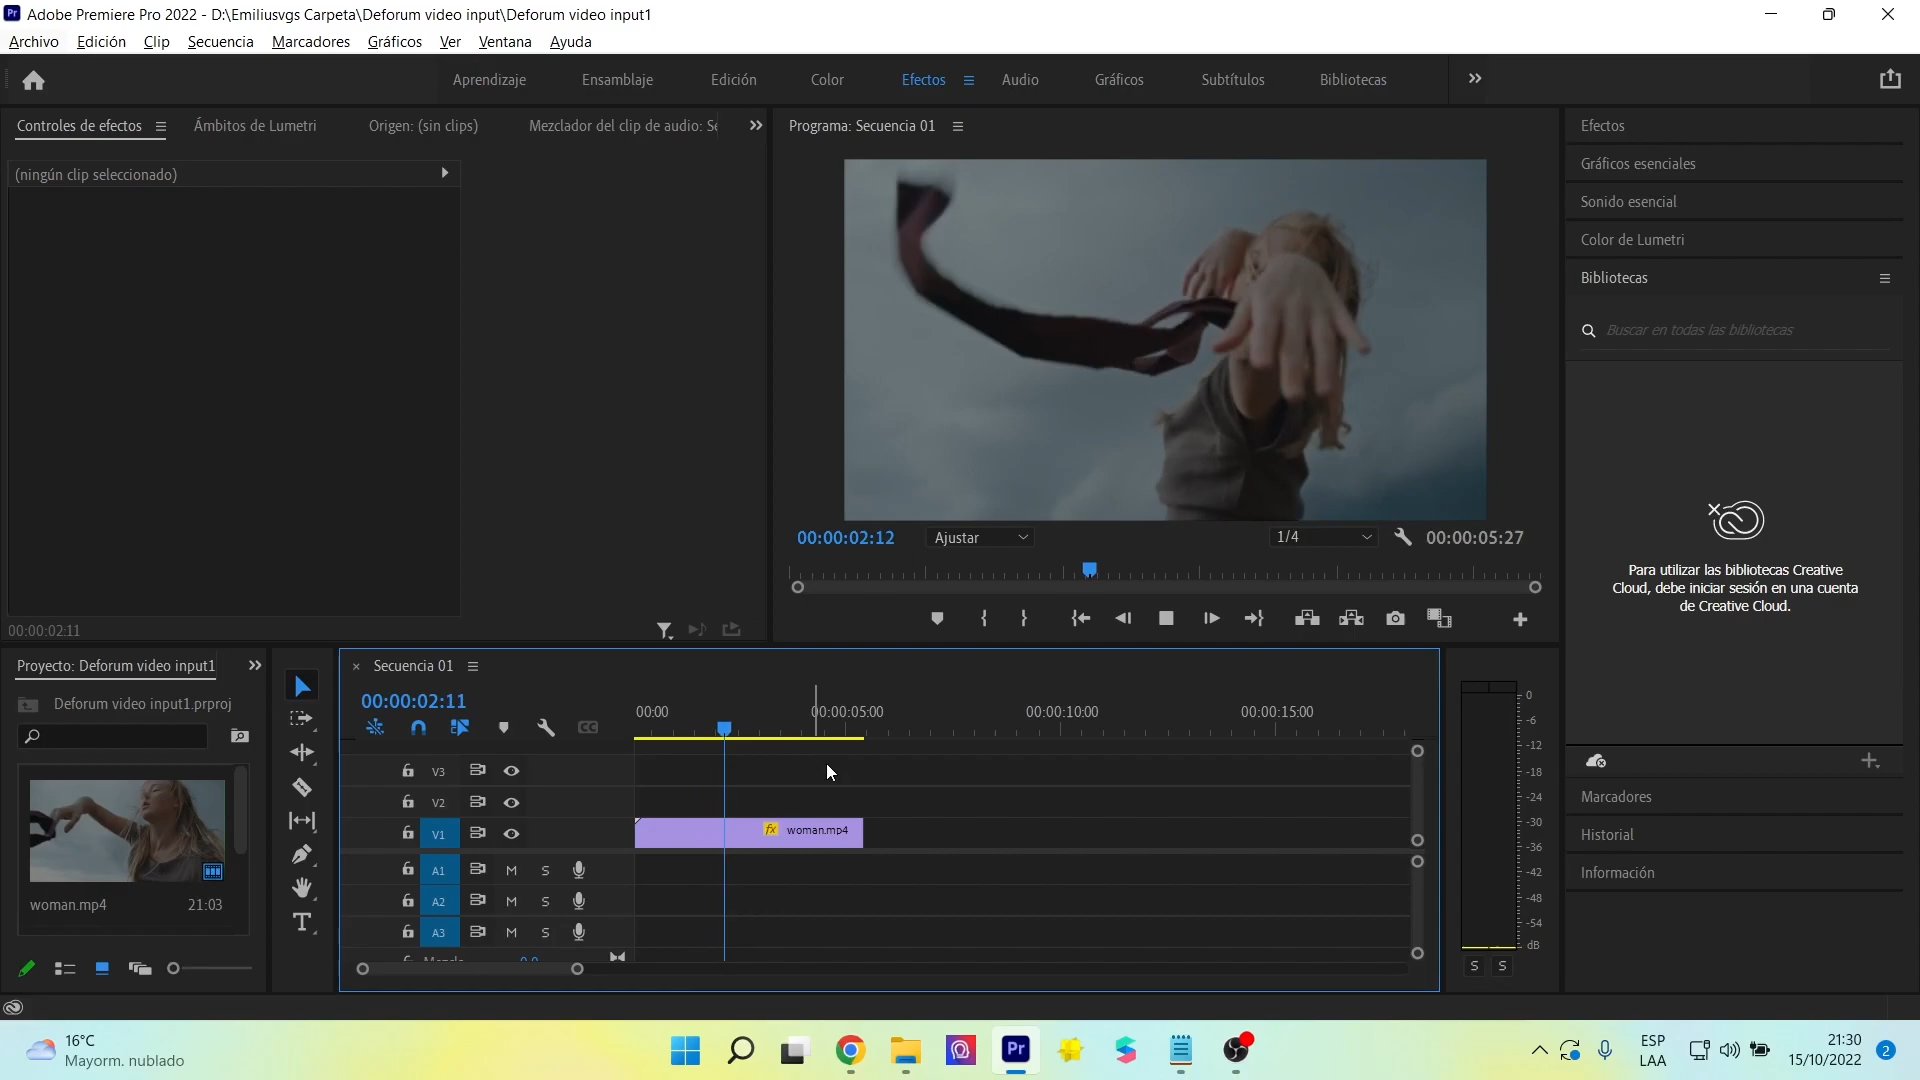 Pr Adobe Premiere Pro 2022 - D:\Emiliusvgs Carpeta\Deforum video input\Deforum video input1
Archivo Edición Clip Secuencia Marcadores Gráficos Ver Ventana Ayuda
Aprendizaje Ensamblaje Edición Color Efectos Audio Gráficos Subtítulos Bibliotecas
Controles de efectos Ámbitos de Lumetri Origen: (sin clips) Mezclador del clip de audio: Se
Programa: Secuencia 01
(ningún clip seleccionado)
00:00:02:11
00:00:02:12 Ajustar 1/4 00:00:05:27
Efectos
Gráficos esenciales
Sonido esencial
Color de Lumetri
Bibliotecas
Buscar en todas las bibliotecas
Para utilizar las bibliotecas Creative
Cloud, debe iniciar sesión en una cuenta
de Creative Cloud.
Marcadores
Historial
Información
Proyecto: Deforum video input1
Deforum video input1.prproj
woman.mp4 21:03
Secuencia 01
00:00:02:11
00:00 00:00:05:00 00:00:10:00 00:00:15:00
CC
V3
V2
V1 fx woman.mp4
A1 M S
A2 M S
A3 M S
0
-6
-12
-18
-24
-30
-36
-42
-48
-54
dB
S S
16°C
Mayorm. nublado
Pr
ESP
LAA
21:30
15/10/2022
2